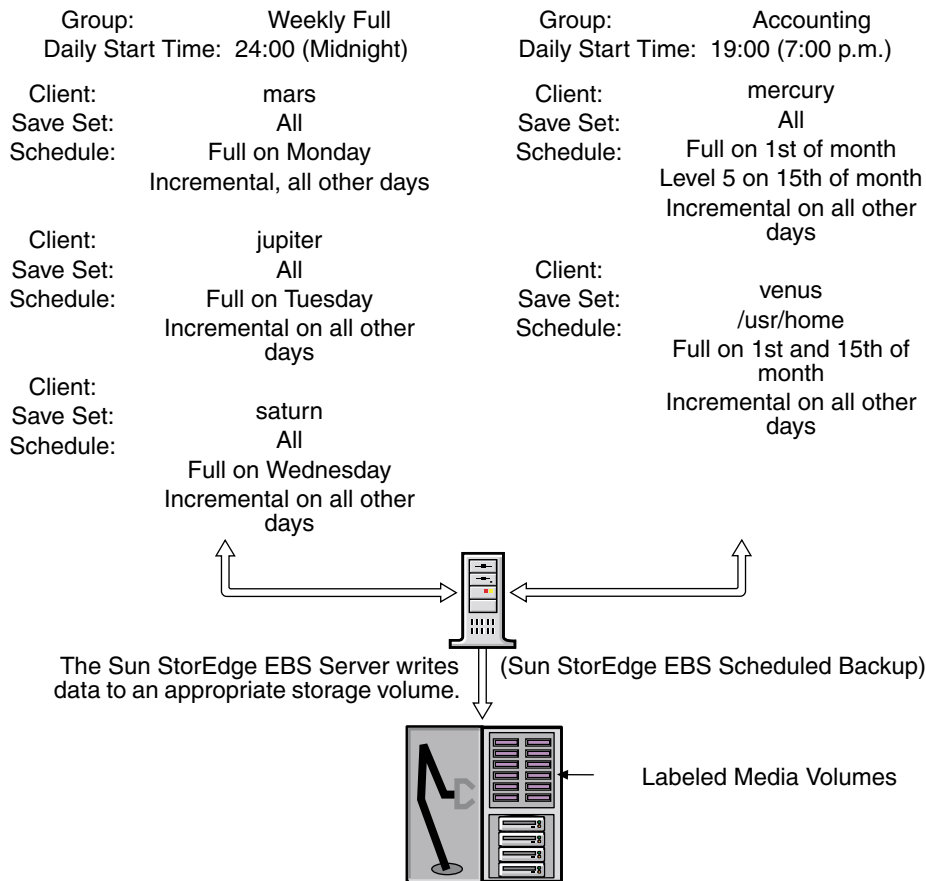 Group: Weekly Full
Daily Start Time: 24:00 (Midnight)
Client: mars
Save Set: All
Schedule: Full on Monday
Incremental, all other days
Client: jupiter
Save Set: All
Schedule: Full on Tuesday
Incremental on all other
days
Client:
Save Set: saturn
Schedule: All
Full on Wednesday
Incremental on all other
days
Group: Accounting
Daily Start Time: 19:00 (7:00 p.m.)
Client: mercury
Save Set: All
Schedule: Full on 1st of month
Level 5 on 15th of month
Incremental on all other
days
Client:
Save Set: venus
Schedule: /usr/home
Full on 1st and 15th of
month
Incremental on all other
days
The Sun StorEdge EBS Server writes
data to an appropriate storage volume.
(Sun StorEdge EBS Scheduled Backup)
Labeled Media Volumes